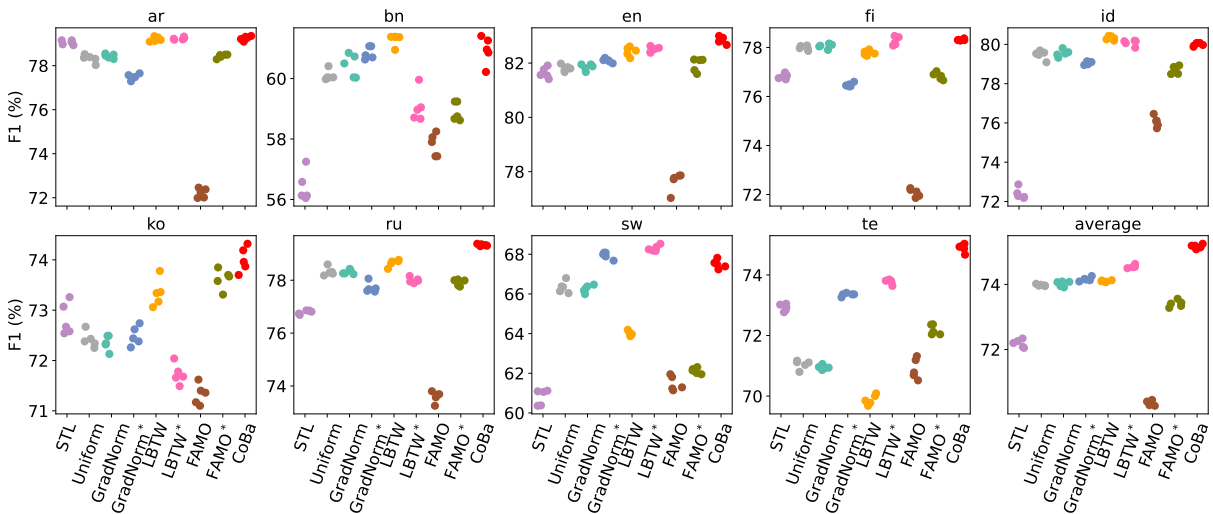 ar bn en fi id
F1 (%)
78 76 74 72
60 58 56
82 80 78
78 76 74 72
80 78 76 74 72
ko ru sw te average
F1 (%)
74 73 72 71
78 76 74
68 66 64 62 60
74 72 70
74 72
STL Uniform GradNorm GradNorm* LBTW LBTW* FAMO FAMO* CoBa
STL Uniform GradNorm GradNorm* LBTW LBTW* FAMO FAMO* CoBa
STL Uniform GradNorm GradNorm* LBTW LBTW* FAMO FAMO* CoBa
STL Uniform GradNorm GradNorm* LBTW LBTW* FAMO FAMO* CoBa
STL Uniform GradNorm GradNorm* LBTW LBTW* FAMO FAMO* CoBa